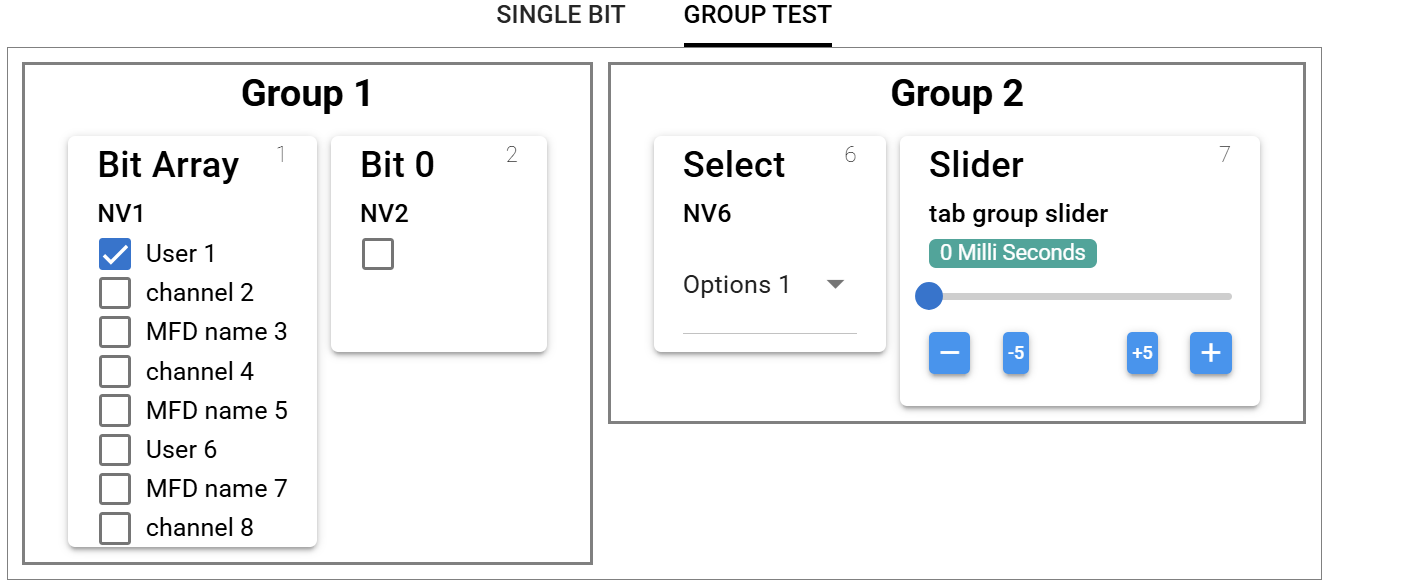 SINGLE BIT
GROUP TEST
Group 1
Bit Array
1
NV1
User 1
channel 2
MFD name 3
channel 4
MFD name 5
User 6
MFD name 7
channel 8
Bit 0
2
NV2
Group 2
Select
6
NV6
Options 1
Slider
7
tab group slider
0 Milli Seconds
−
-5
+5
+